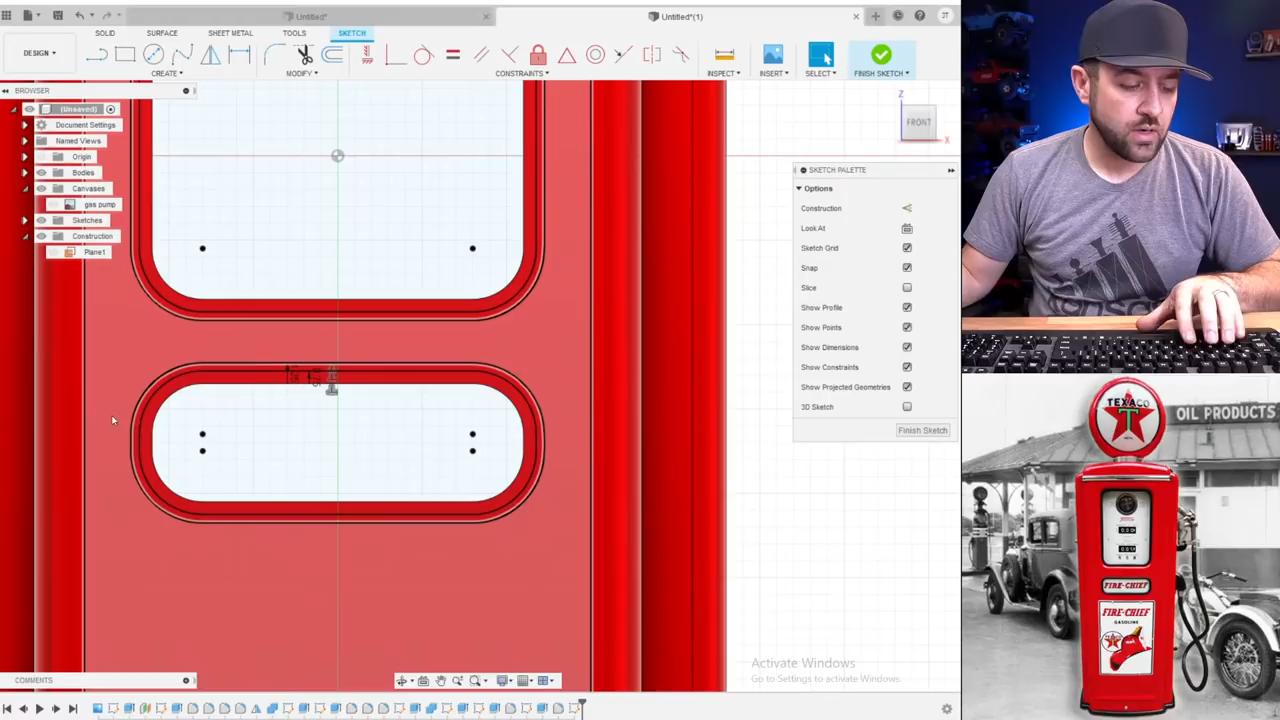 Untitled*
Untitled*(1)
JT
DESIGN
SOLID
SURFACE
SHEET METAL
TOOLS
SKETCH
CREATE
MODIFY
CONSTRAINTS
INSPECT
INSERT
SELECT
FINISH SKETCH
BROWSER
(Unsaved)
Document Settings
Named Views
Origin
Bodies
Canvases
gas pump
Sketches
Construction
Plane1
Z
FRONT
X
SKETCH PALETTE
Options
Construction
Look At
Sketch Grid
Snap
Slice
Show Profile
Show Points
Show Dimensions
Show Constraints
Show Projected Geometries
3D Sketch
Finish Sketch
Activate Windows
Go to Settings to activate Windows.
COMMENTS
TEXACO
T
OIL PRODUCTS
FIRE-CHIEF
FIRE-CHIEF
GASOLINE